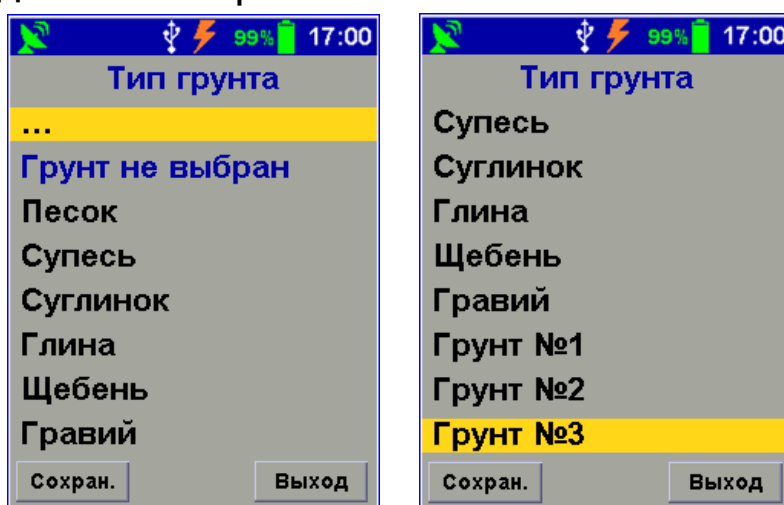 99% 17:00
Тип грунта
...
Грунт не выбран
Песок
Супесь
Суглинок
Глина
Щебень
Гравий
Сохран. Выход
99% 17:00
Тип грунта
Супесь
Суглинок
Глина
Щебень
Гравий
Грунт №1
Грунт №2
Грунт №3
Сохран. Выход